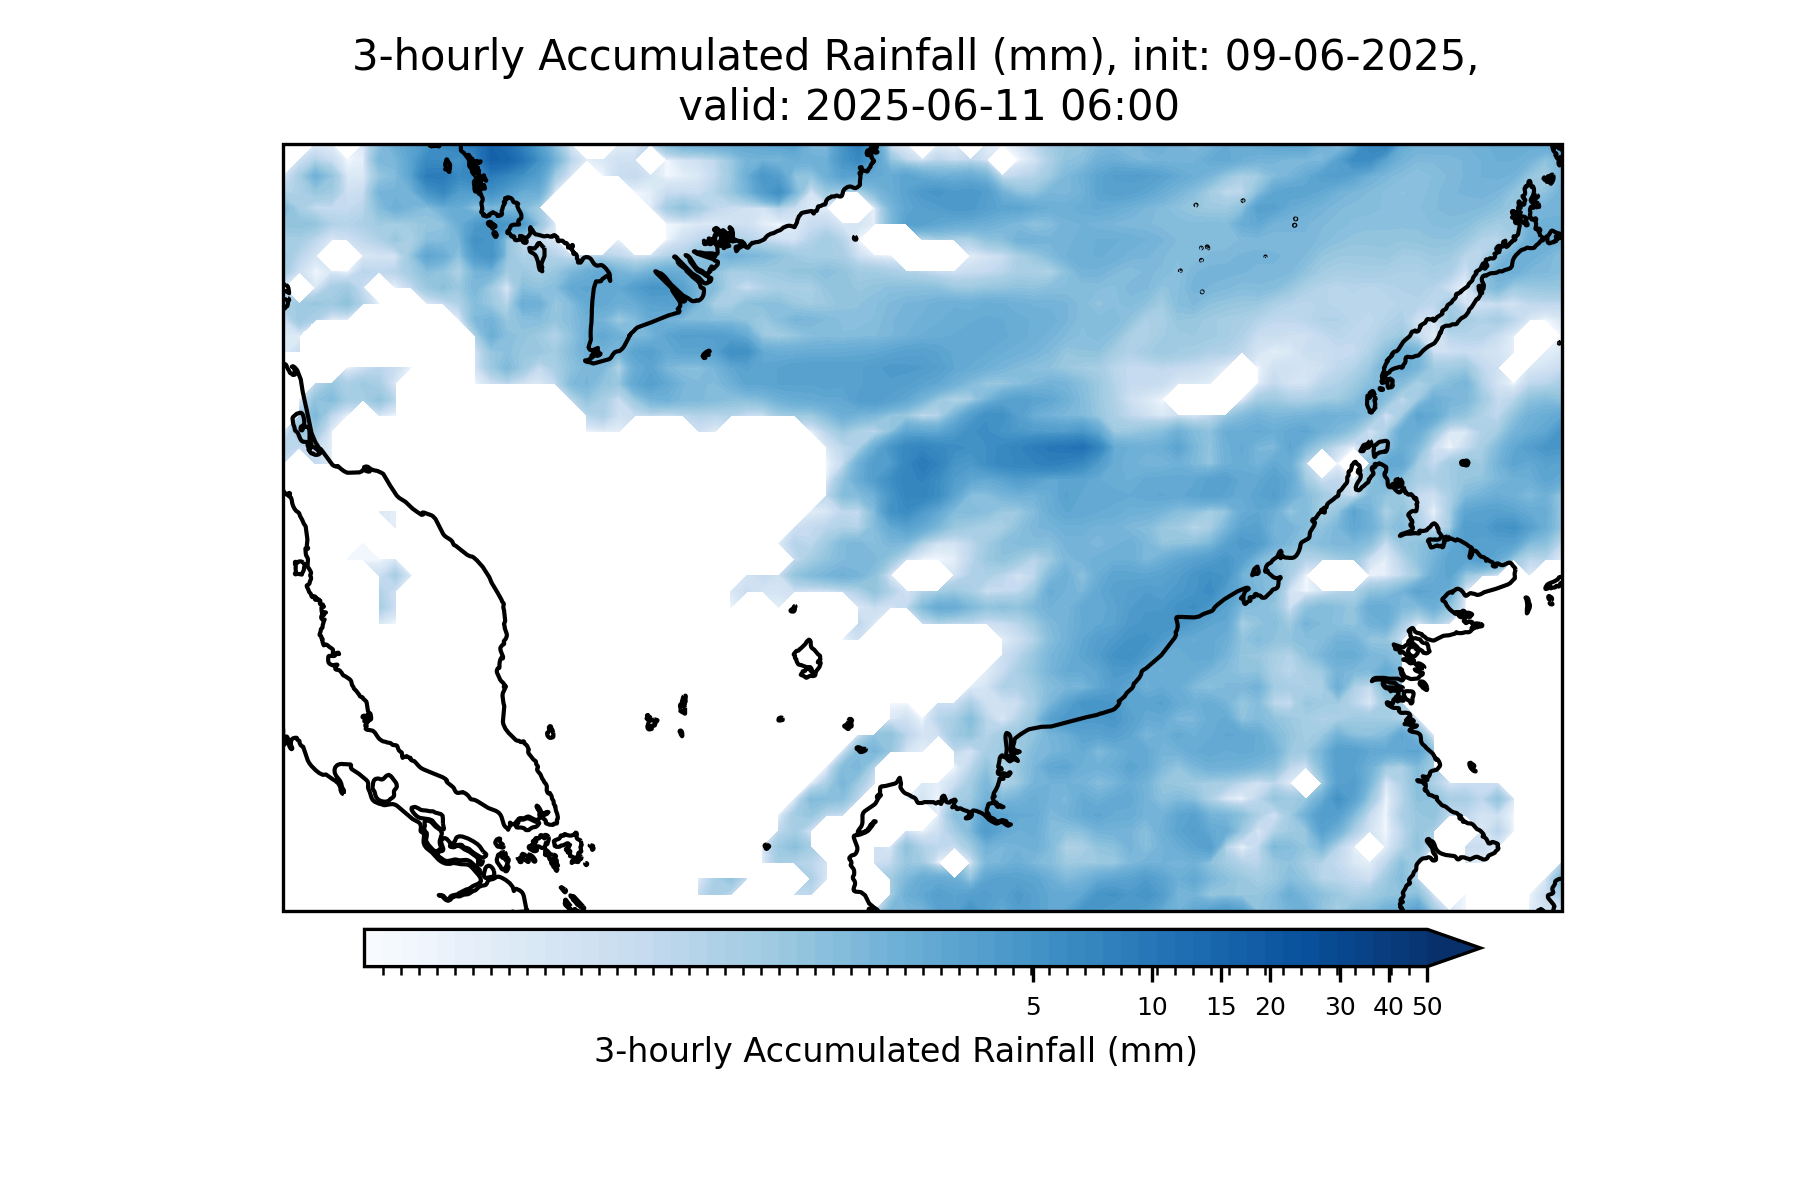 3-hourly Accumulated Rainfall (mm), init: 09-06-2025,
valid: 2025-06-11 06:00
5 10 15 20 30 40 50
3-hourly Accumulated Rainfall (mm)